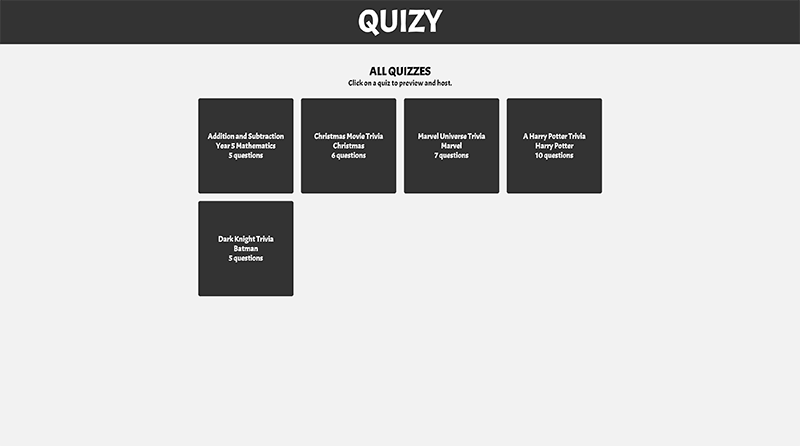 QUIZY
ALL QUIZZES
Click on a quiz to preview and host.
Addition and Subtraction
Year 5 Mathematics
5 questions
Christmas Movie Trivia
Christmas
6 questions
Marvel Universe Trivia
Marvel
7 questions
A Harry Potter Trivia
Harry Potter
10 questions
Dark Knight Trivia
Batman
5 questions